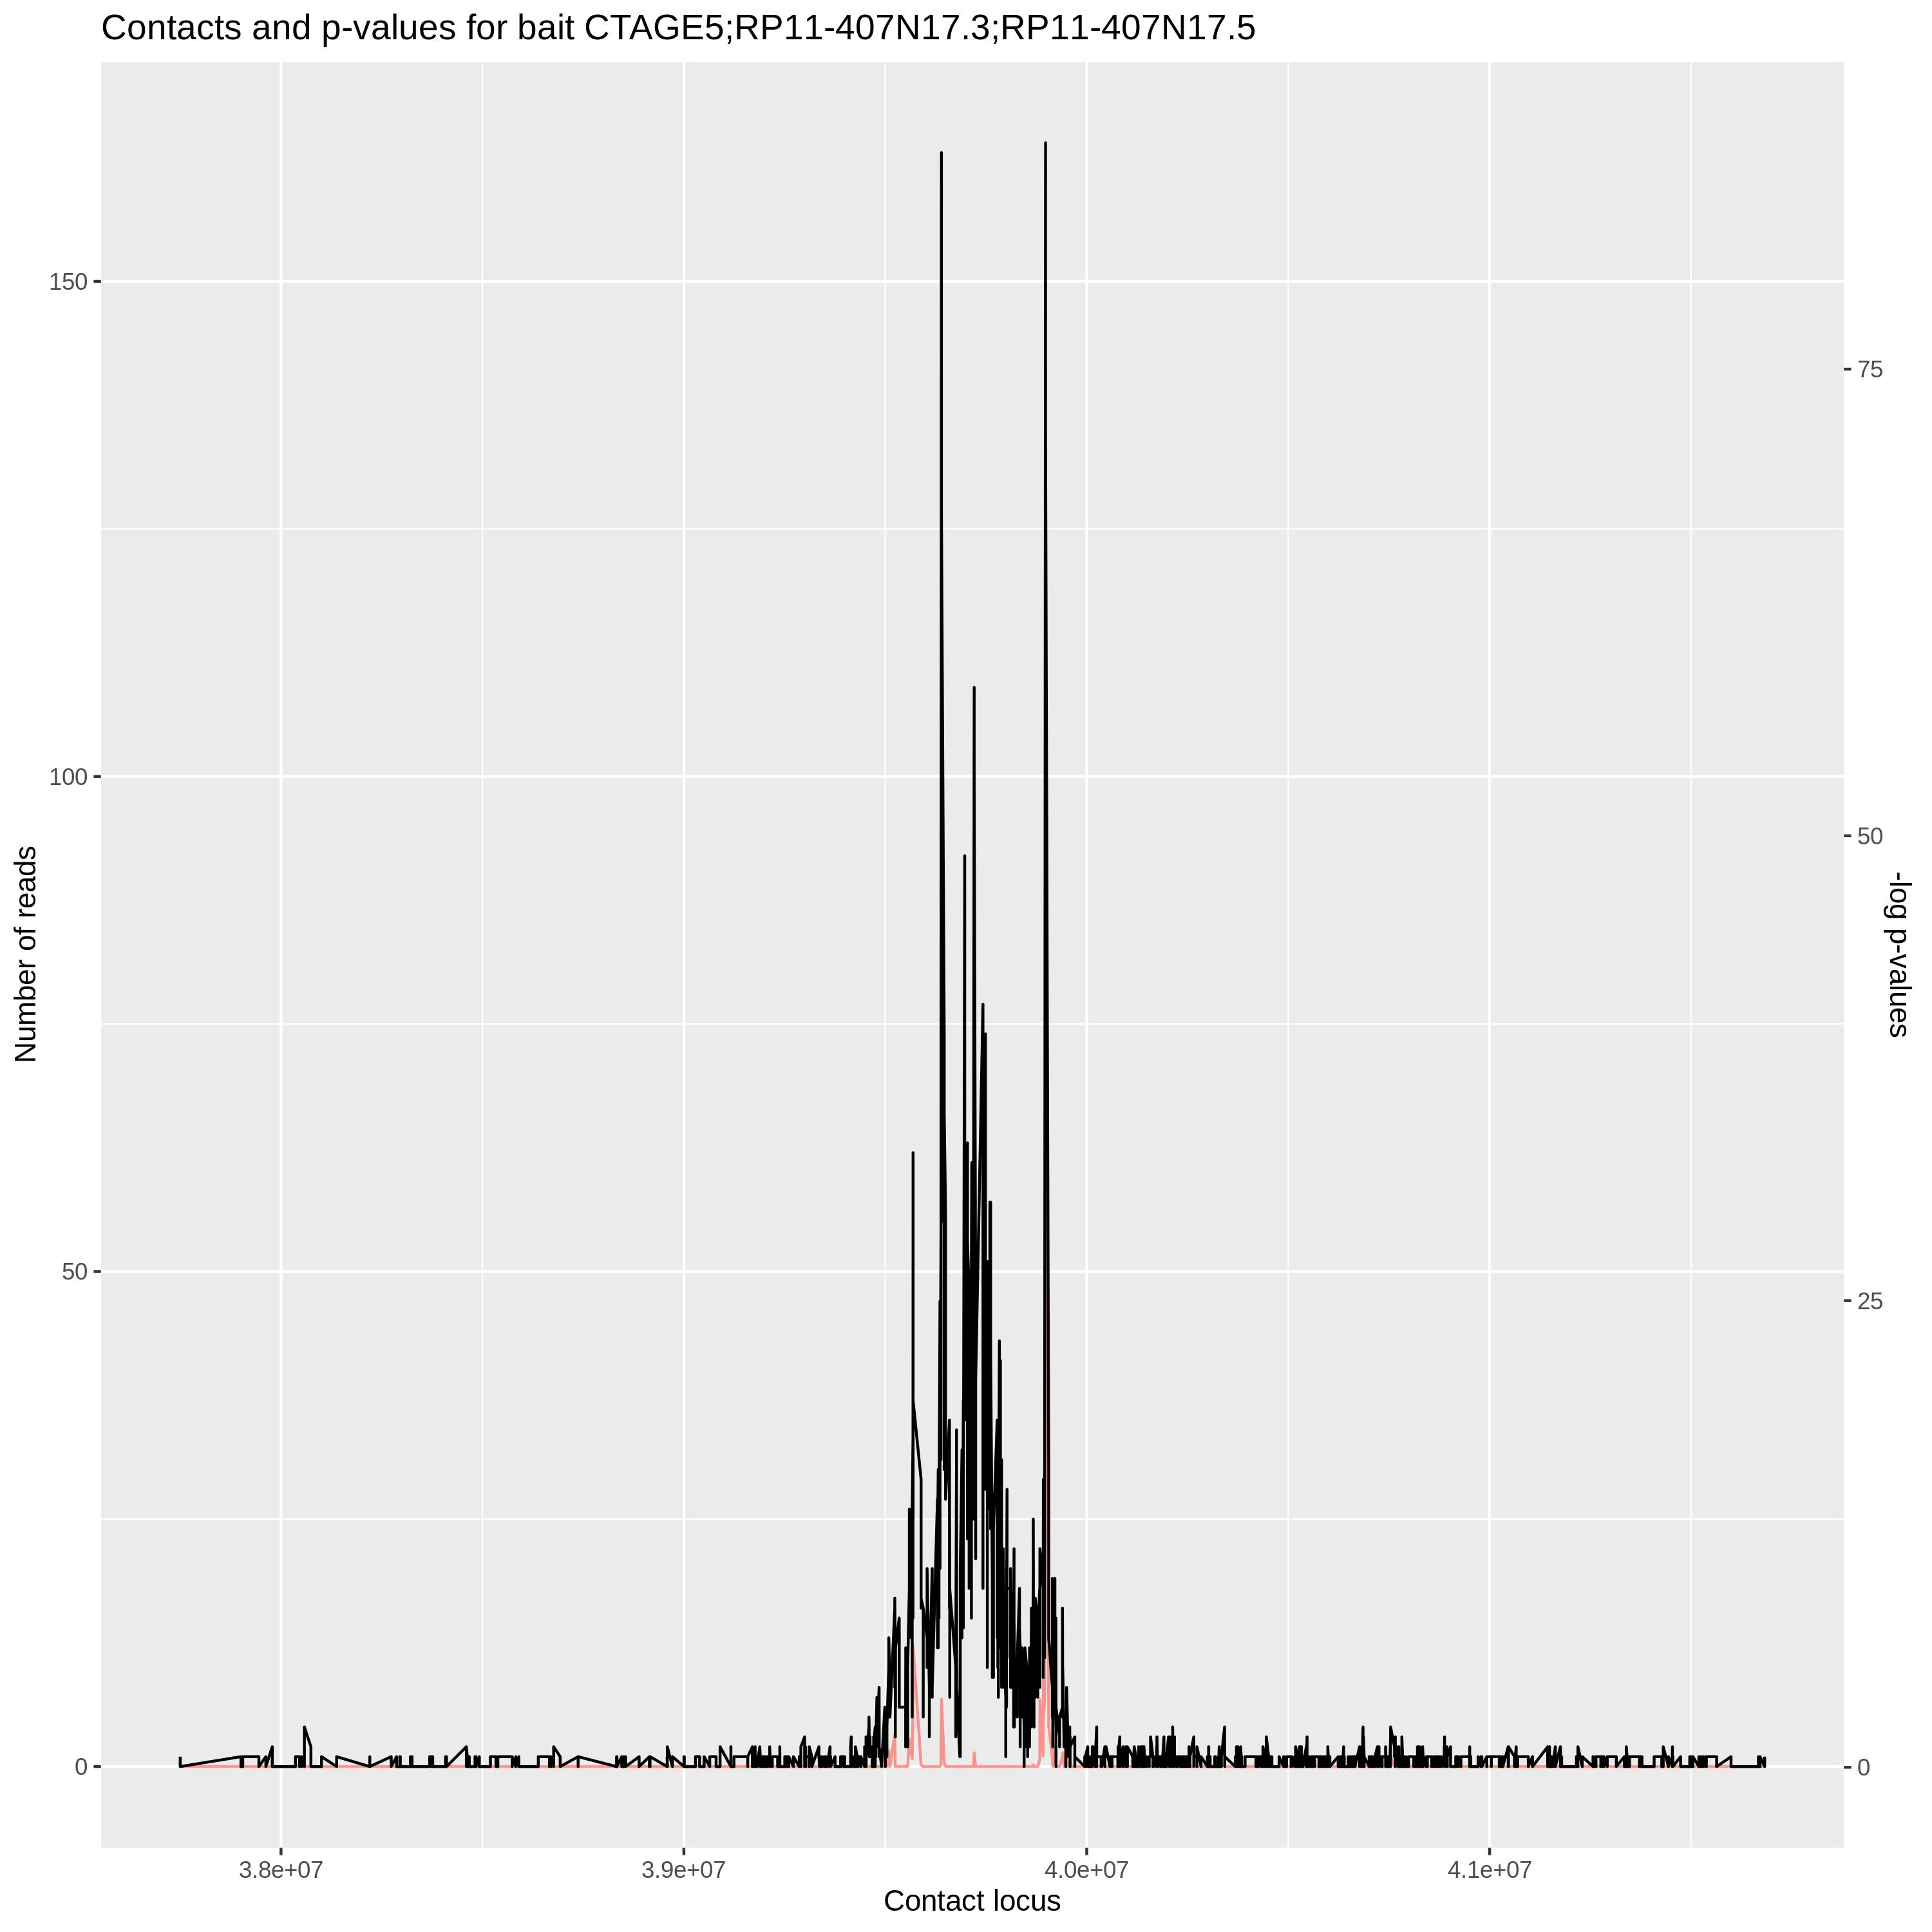 Contacts and p-values for bait CTAGE5;RP11-407N17.3;RP11-407N17.5
150
100
50
0
Number of reads
75
50
25
0
-log p-values
3.8e+07
3.9e+07
4.0e+07
4.1e+07
Contact locus